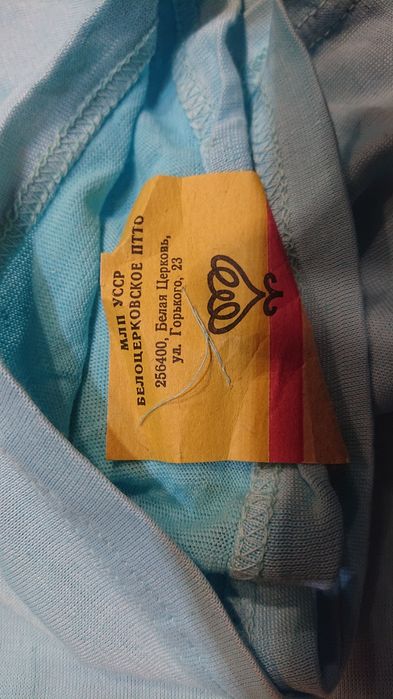 МЛП УССР
БЕЛОЦЕРКОВСКОЕ ПТТО
256400, Белая Церковь,
ул. Горького, 23